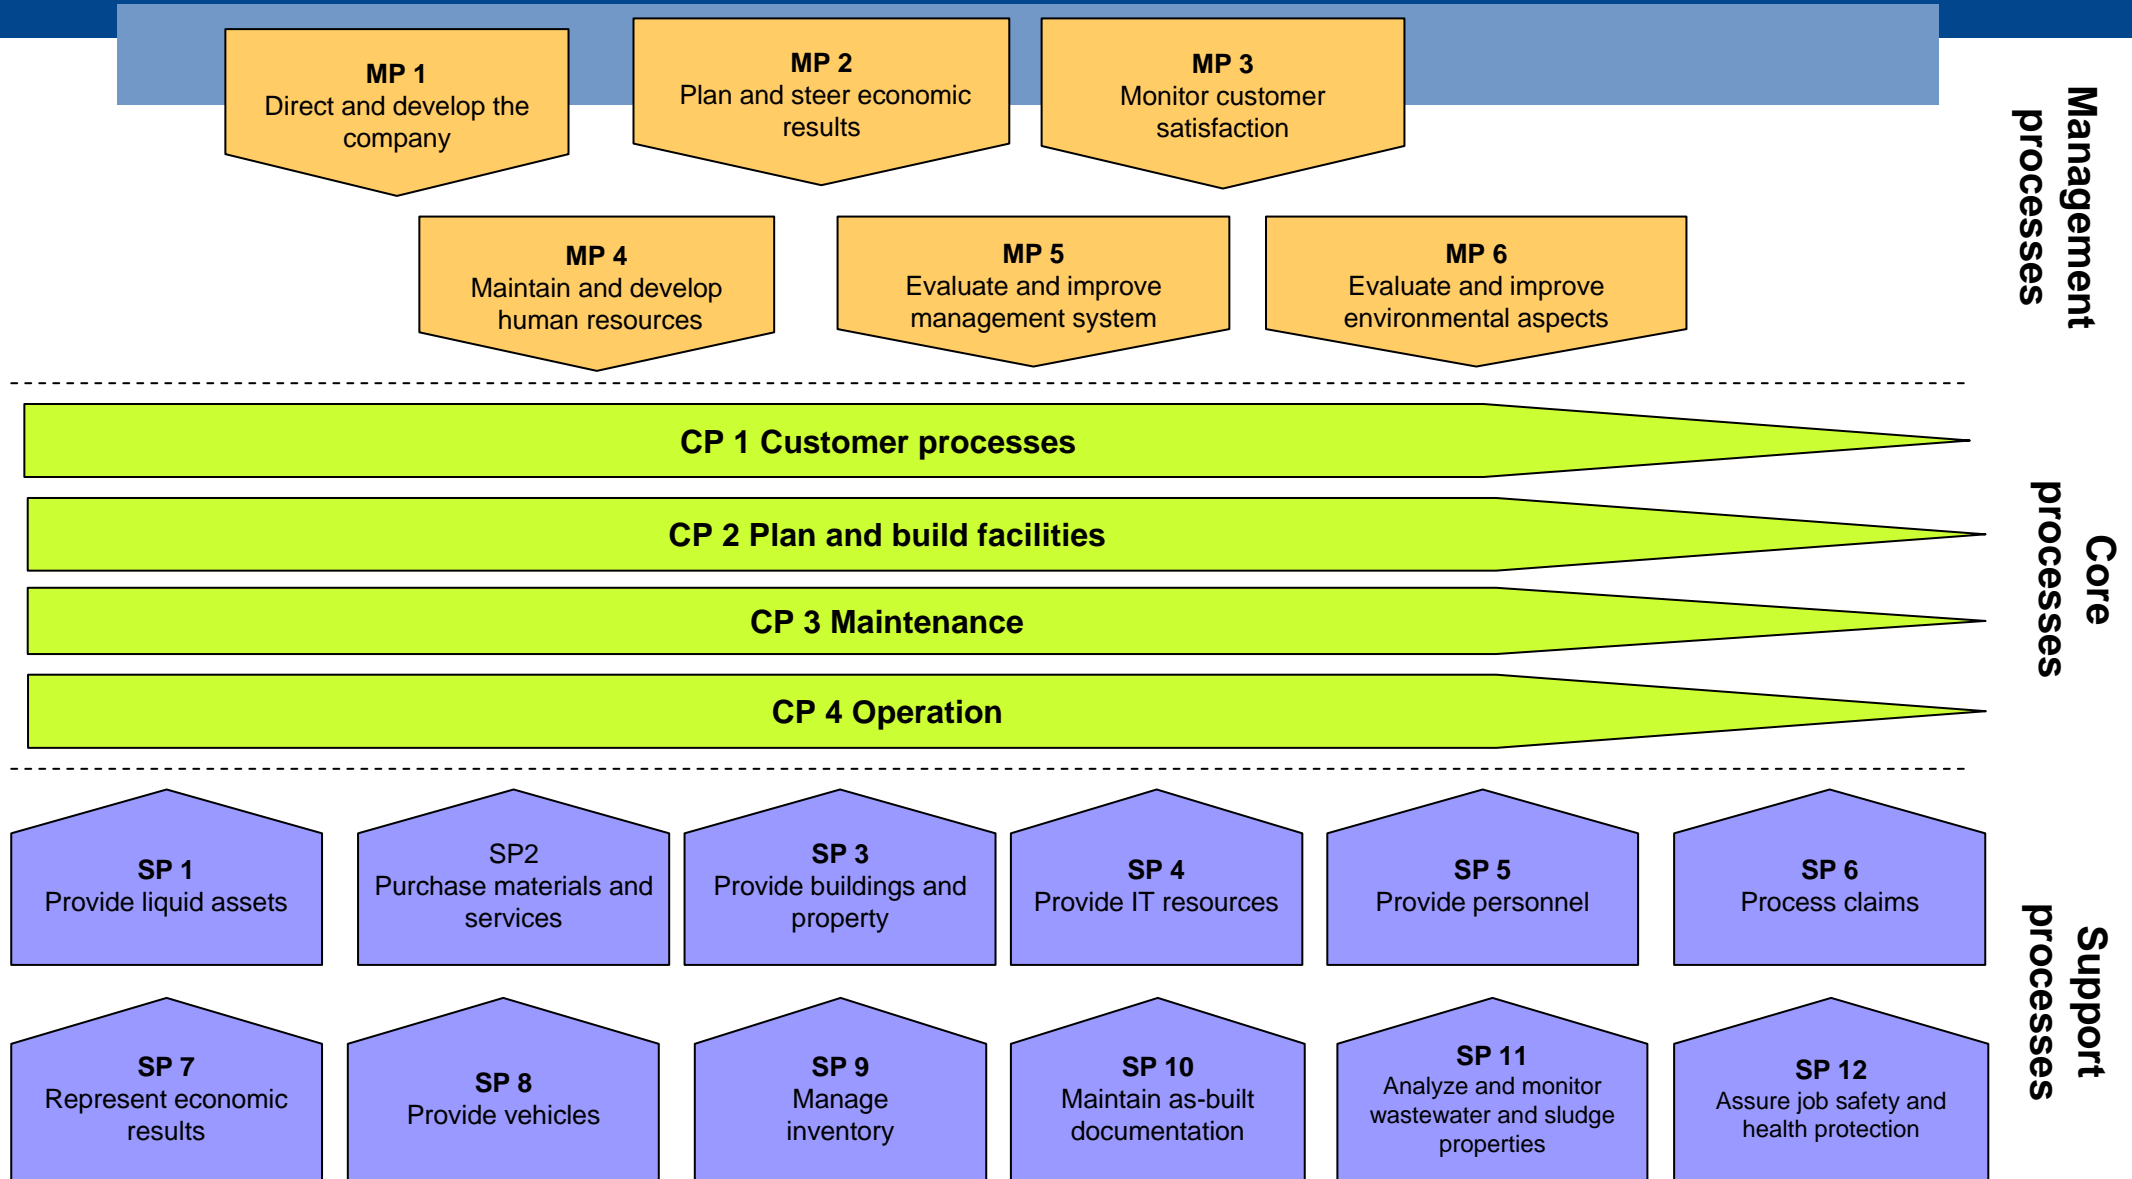 MP 1
Direct and develop the
company
MP 2
Plan and steer economic
results
MP 3
Monitor customer
satisfaction
MP 4
Maintain and develop
human resources
MP 5
Evaluate and improve
management system
MP 6
Evaluate and improve
environmental aspects
Management
processes
CP 1 Customer processes
CP 2 Plan and build facilities
CP 3 Maintenance
CP 4 Operation
Core
processes
SP 1
Provide liquid assets
SP2
Purchase materials and
services
SP 3
Provide buildings and
property
SP 4
Provide IT resources
SP 5
Provide personnel
SP 6
Process claims
SP 7
Represent economic
results
SP 8
Provide vehicles
SP 9
Manage
inventory
SP 10
Maintain as-built
documentation
SP 11
Analyze and monitor
wastewater and sludge
properties
SP 12
Assure job safety and
health protection
Support
processes